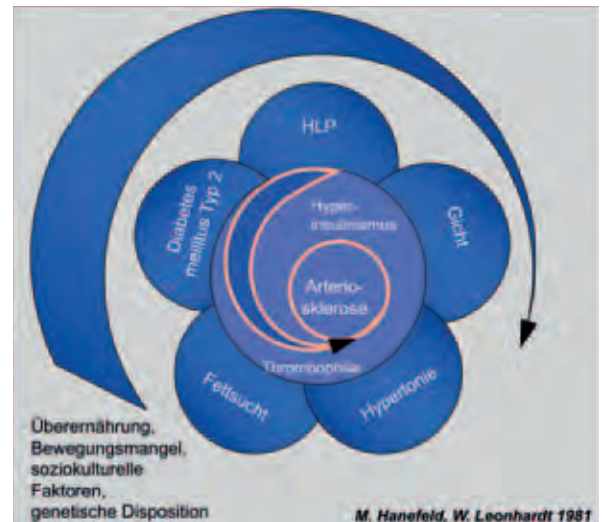 HLP
Diabetes
mellitus Typ 2
Gicht
Hyper-
insulinismus
Arterio-
sklerose
Thrombophilie
Fettsucht
Hypertonie
Überernährung,
Bewegungsmangel,
soziokulturelle
Faktoren,
genetische Disposition
M. Hanefeld, W. Leonhardt 1981